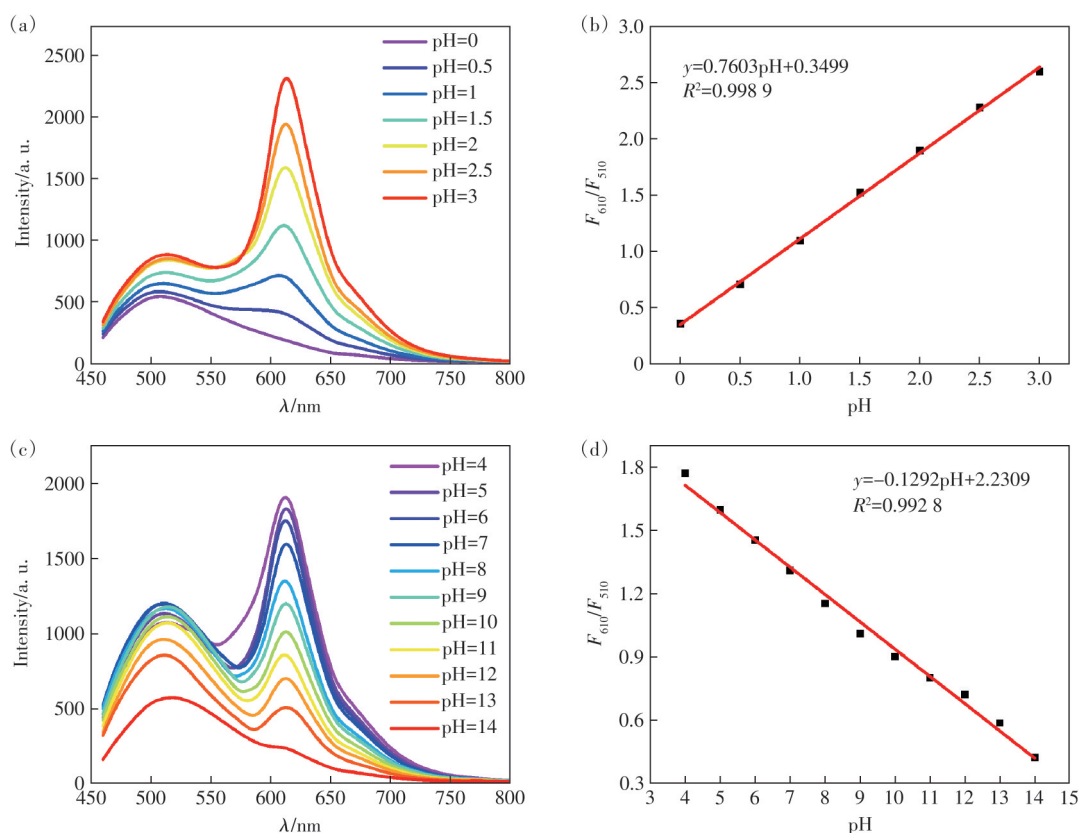 (a)
2500
2000
1500
1000
500
0
Intensity/a. u.
450 500 550 600 650 700 750 800
λ/nm
pH=0
pH=0.5
pH=1
pH=1.5
pH=2
pH=2.5
pH=3
(b)
3.0
2.5
2.0
1.5
1.0
0.5
0
F610/F510
0 0.5 1.0 1.5 2.0 2.5 3.0
pH
y=0.7603pH+0.3499
R²=0.998 9
(c)
2000
1500
1000
500
0
Intensity/a. u.
450 500 550 600 650 700 750 800
λ/nm
pH=4
pH=5
pH=6
pH=7
pH=8
pH=9
pH=10
pH=11
pH=12
pH=13
pH=14
(d)
1.8
1.5
1.2
0.9
0.6
0.3
F610/F510
3 4 5 6 7 8 9 10 11 12 13 14 15
pH
y=−0.1292pH+2.2309
R²=0.992 8